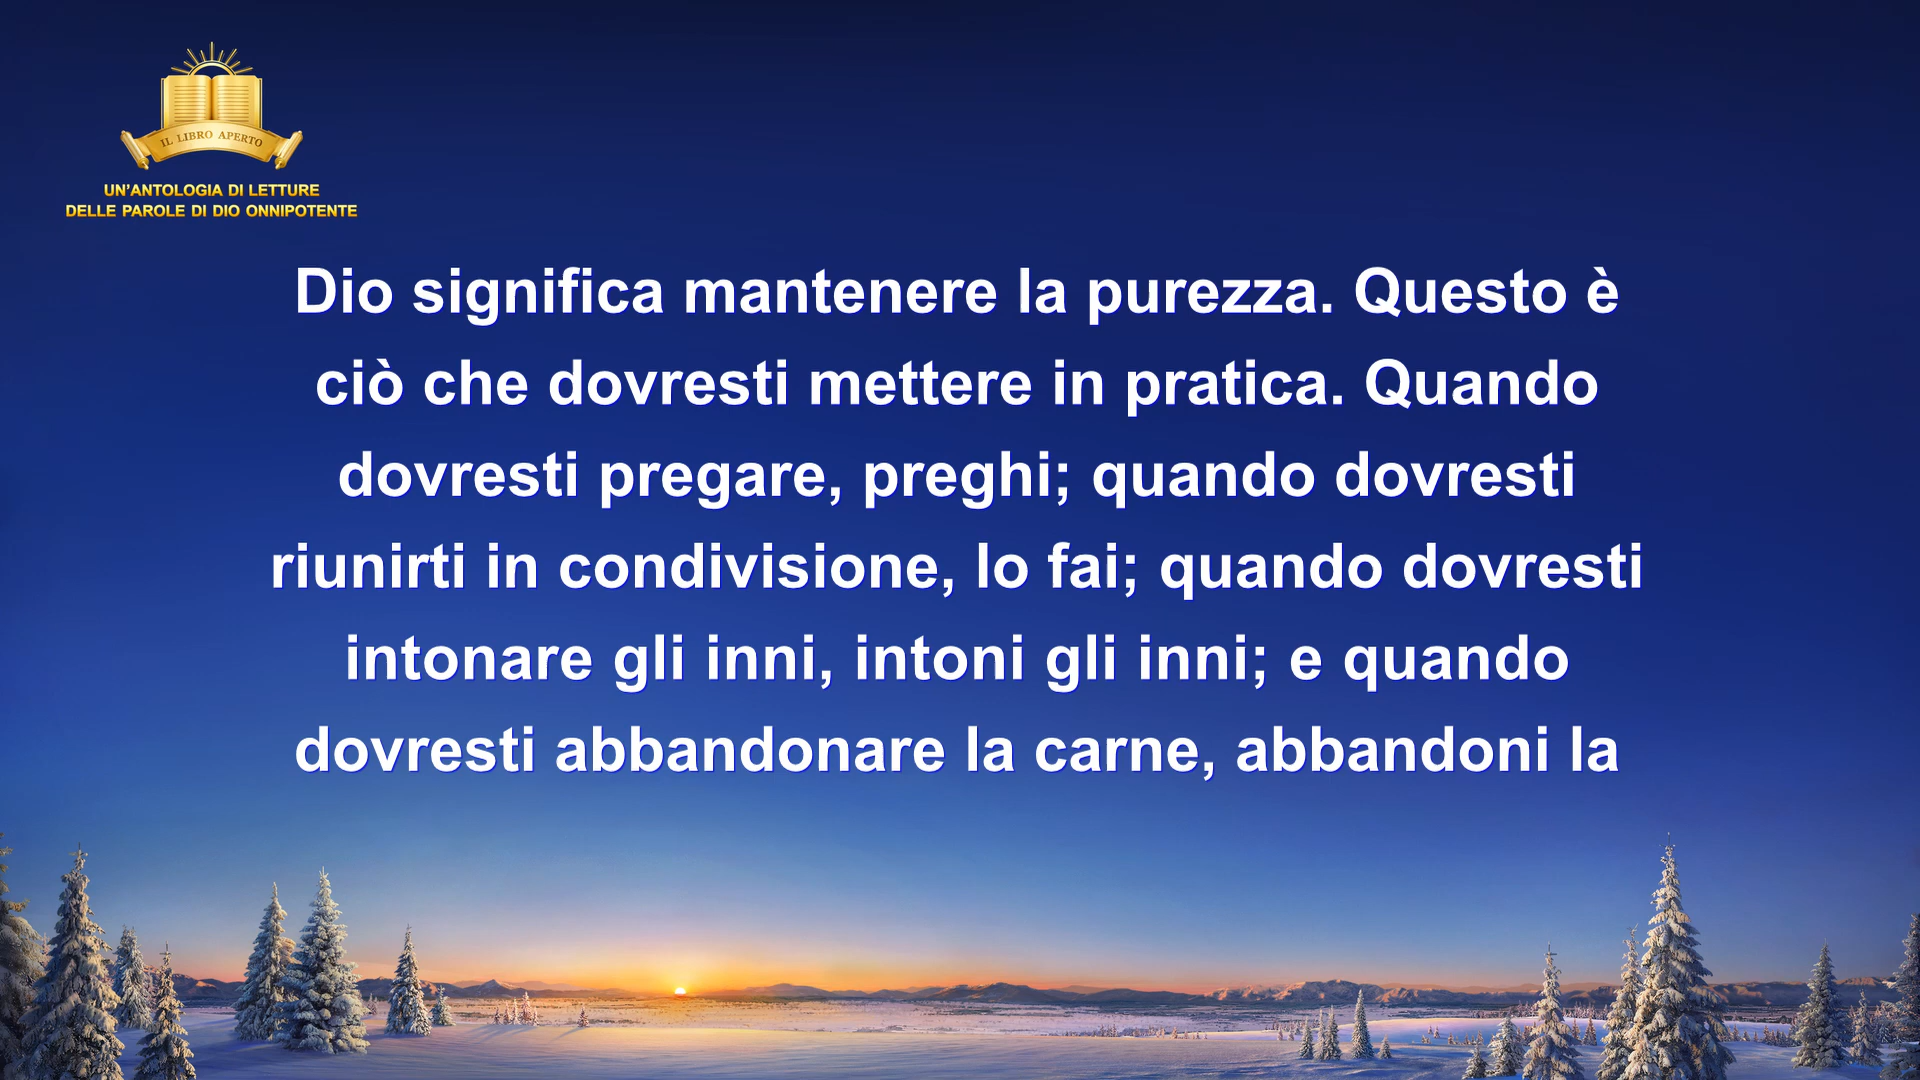 IL LIBRO APERTO
UN'ANTOLOGIA DI LETTURE
DELLE PAROLE DI DIO ONNIPOTENTE
Dio significa mantenere la purezza. Questo è
ciò che dovresti mettere in pratica. Quando
dovresti pregare, preghi; quando dovresti
riunirti in condivisione, lo fai; quando dovresti
intonare gli inni, intoni gli inni; e quando
dovresti abbandonare la carne, abbandoni la